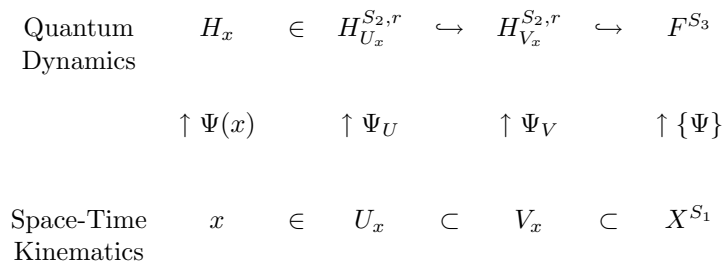 Quantum H_x ∈ H_{U_x}^{S_2,r} ↪ H_{V_x}^{S_2,r} ↪ F^{S_3}
Dynamics
↑ Ψ(x) ↑ Ψ_U ↑ Ψ_V ↑ {Ψ}
Space-Time x ∈ U_x ⊂ V_x ⊂ X^{S_1}
Kinematics